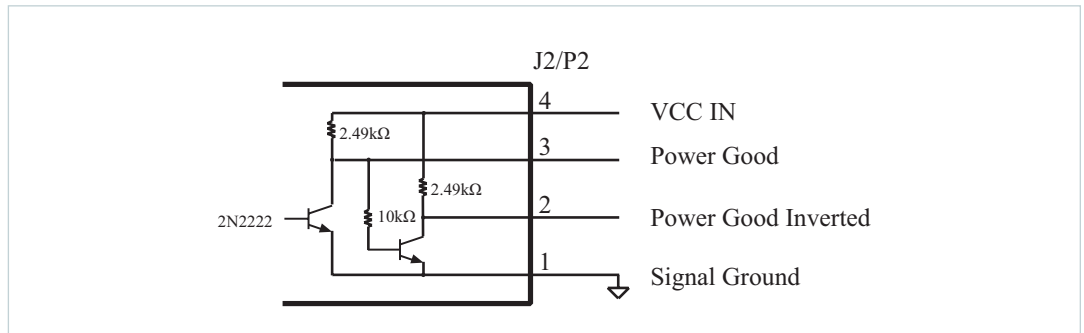 J2/P2
4 VCC IN
2.49kΩ
3 Power Good
2.49kΩ
2N2222
10kΩ
2 Power Good Inverted
1 Signal Ground